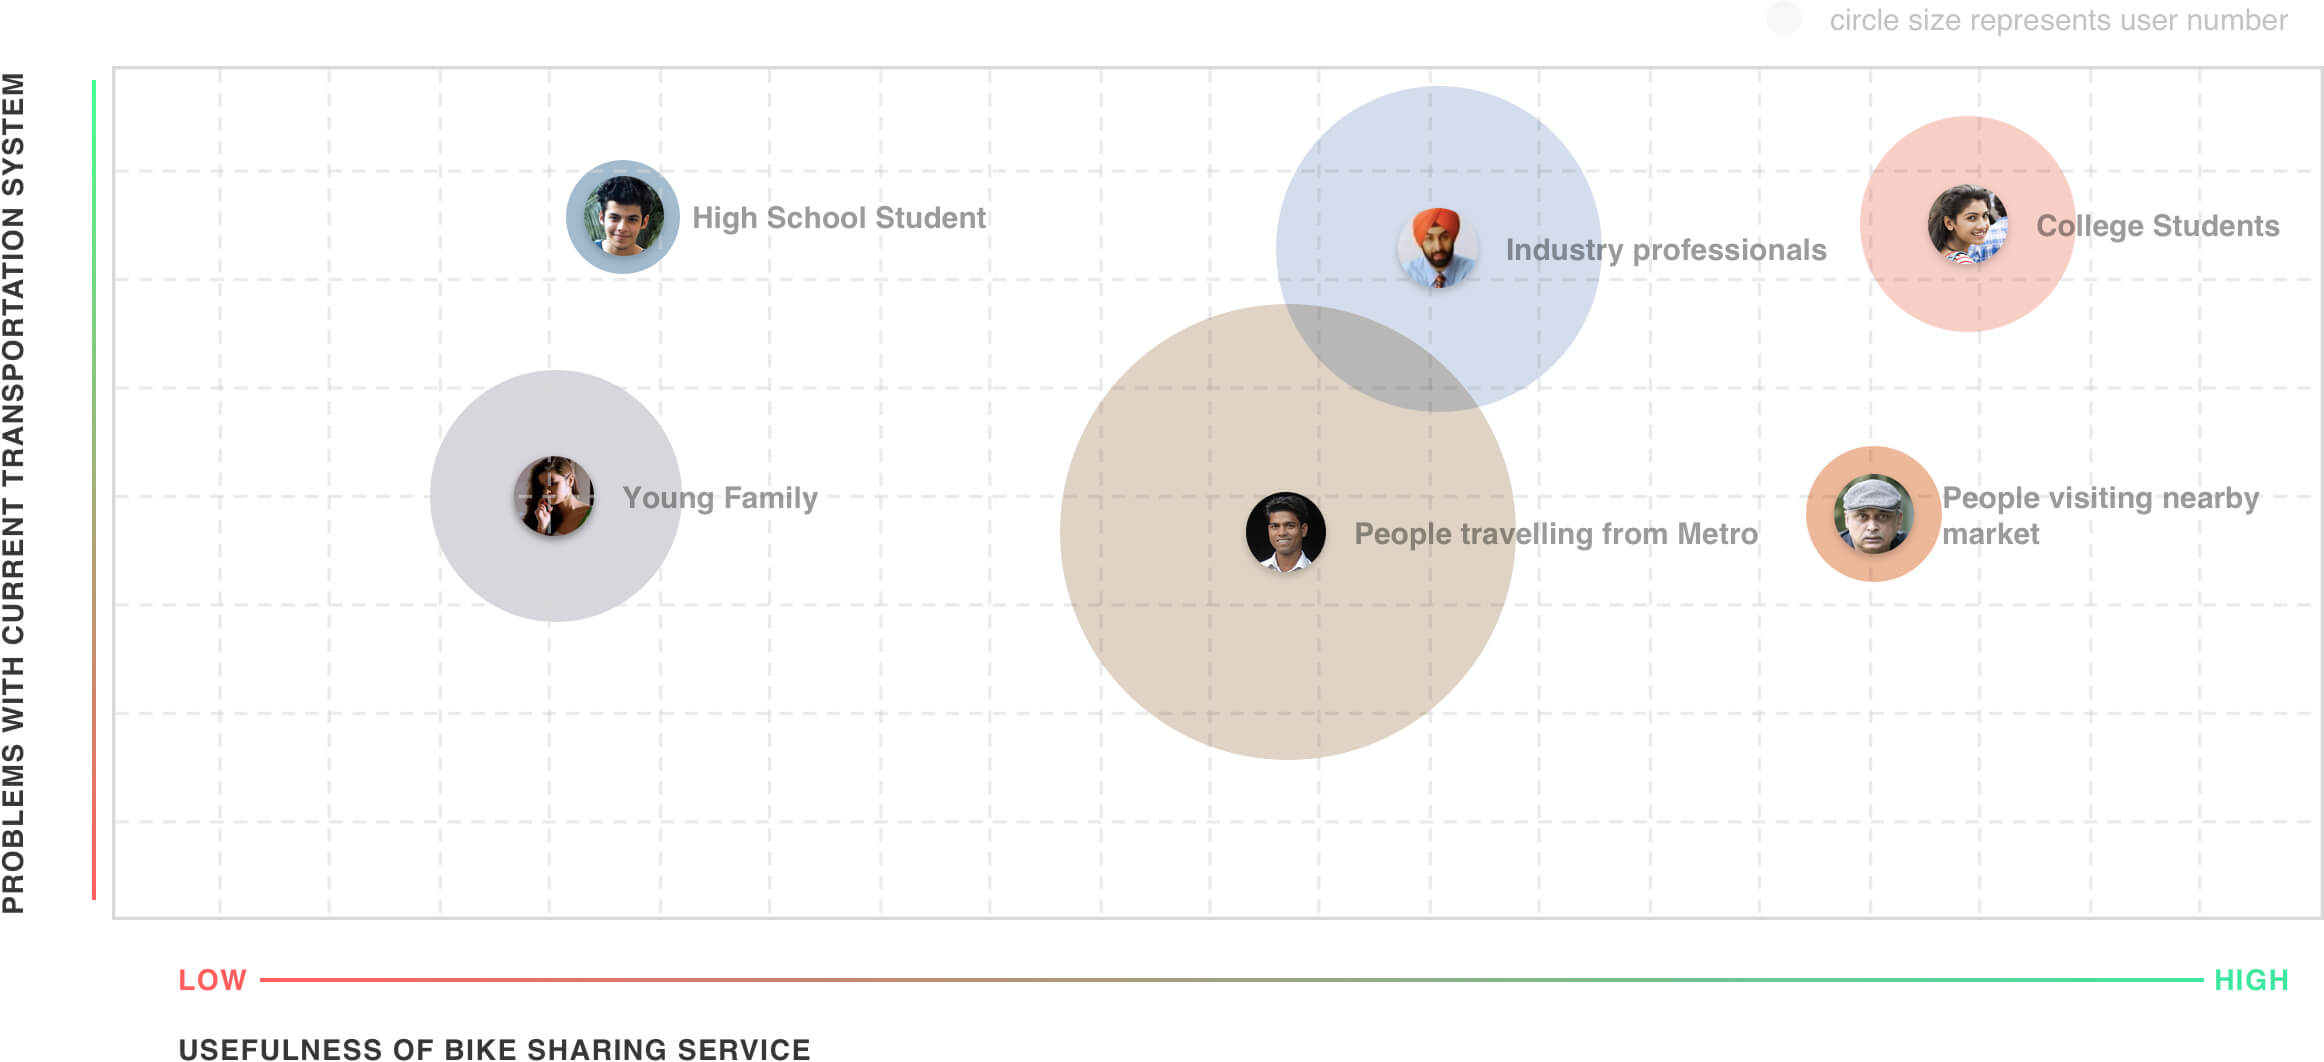 circle size represents user number
PROBLEMS WITH CURRENT TRANSPORTATION SYSTEM
High School Student
Industry professionals
College Students
Young Family
People travelling from Metro
People visiting nearby
market
LOW
HIGH
USEFULNESS OF BIKE SHARING SERVICE